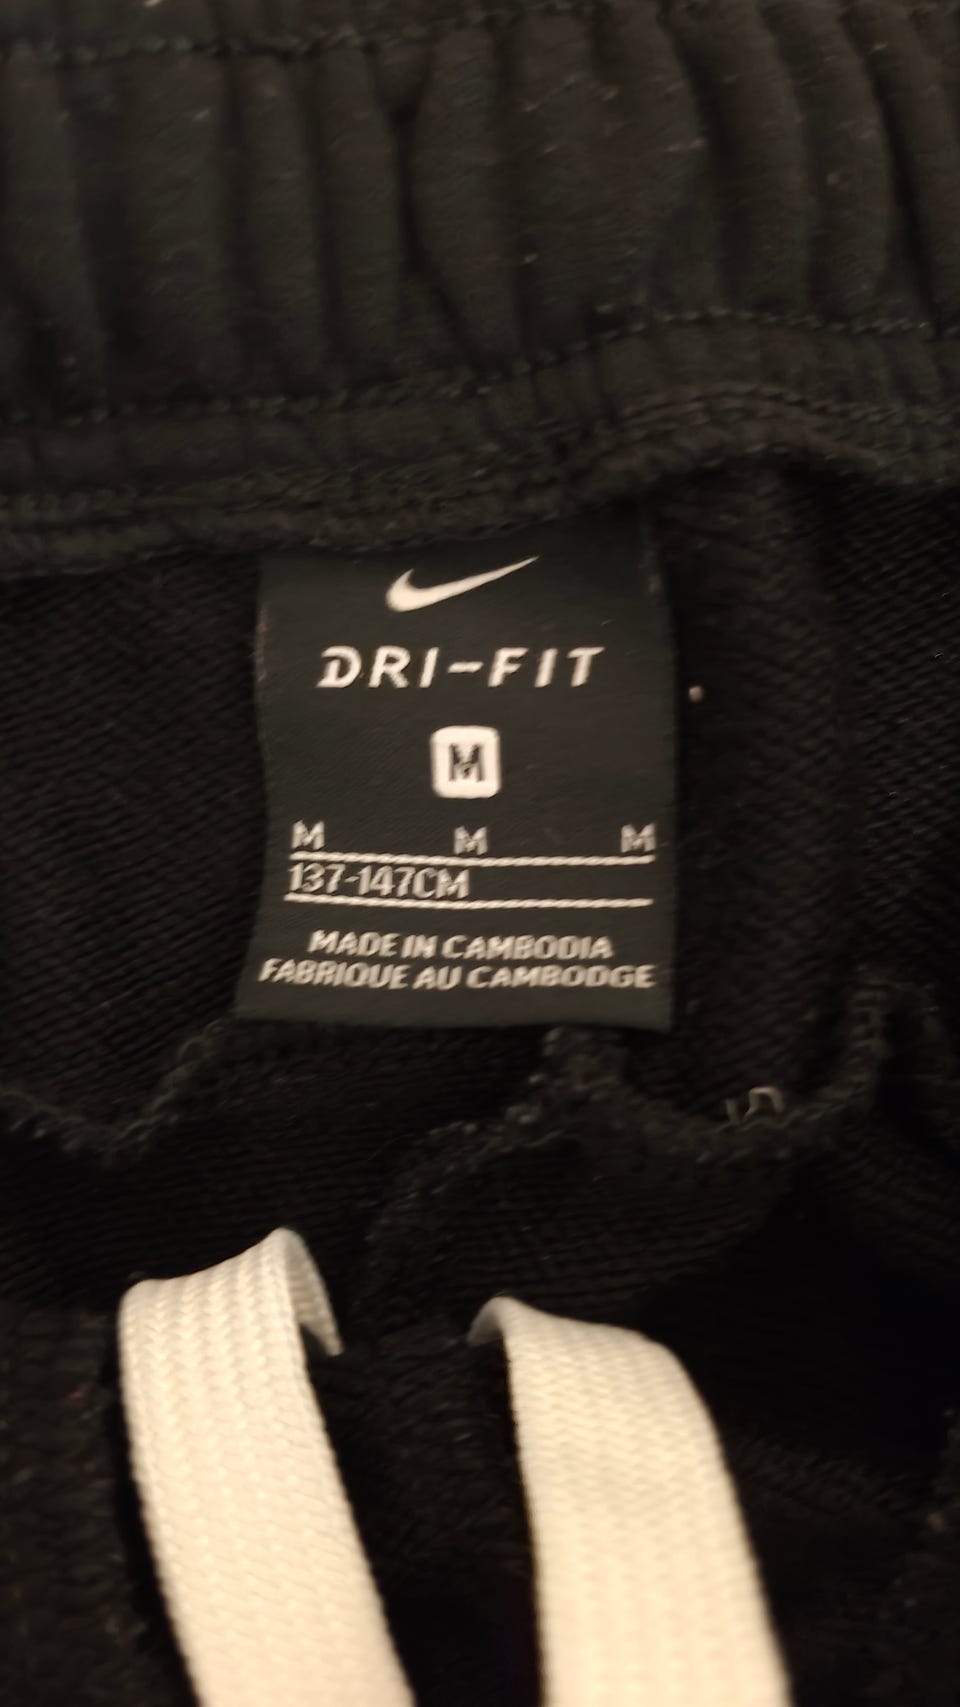 DRI-FIT
M
M M M
137-147CM
MADE IN CAMBODIA
FABRIQUE AU CAMBODGE